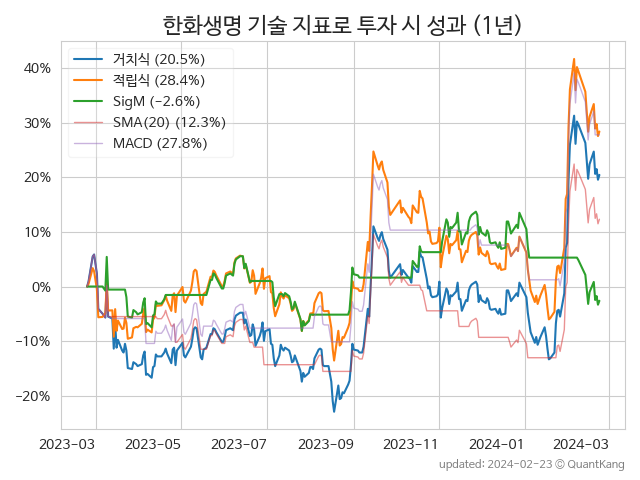 한화생명 기술 지표로 투자 시 성과 (1년)
거치식 (20.5%)
적립식 (28.4%)
SigM (−2.6%)
SMA(20) (12.3%)
MACD (27.8%)
40%
30%
20%
10%
0%
−10%
−20%
2023−03 2023−05 2023−07 2023−09 2023−11 2024−01 2024−03
updated: 2024−02−23 © QuantKang